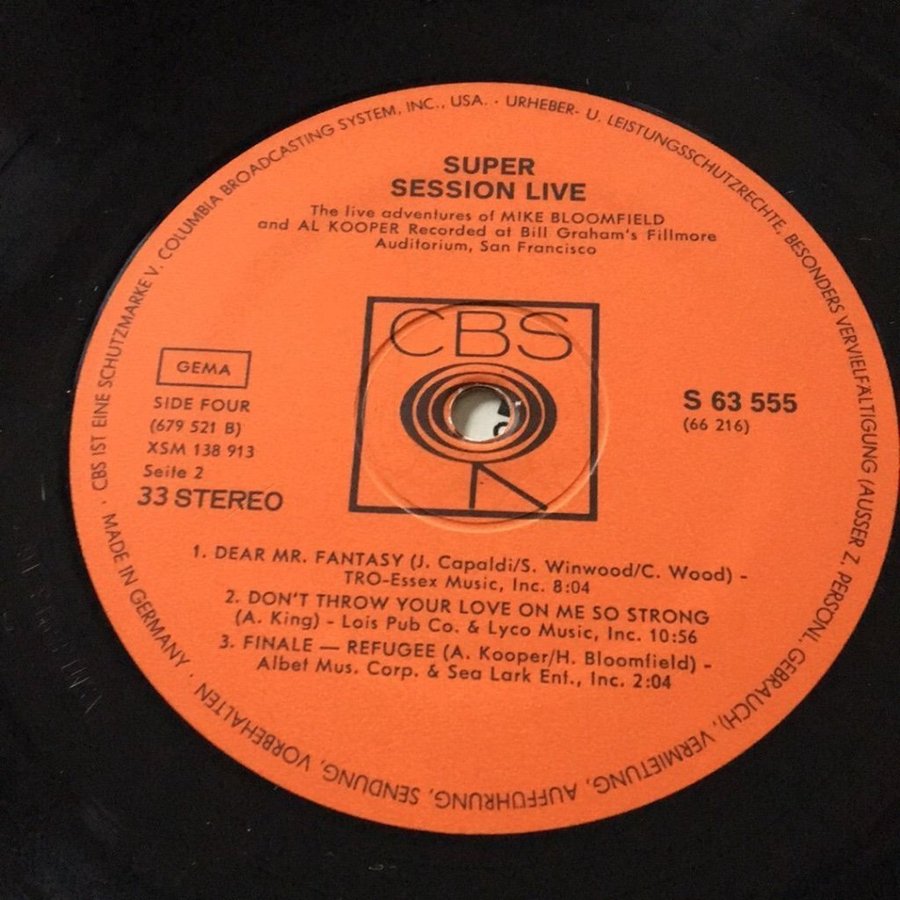 CBS IST EINE SCHUTZMARKE V. COLUMBIA BROADCASTING SYSTEM, INC., USA. · URHEBER- U. LEISTUNGSSCHUTZRECHTE, BESONDERS VERVIELFÄLTIGUNG (AUSSER Z. PERSÖNL. GEBRAUCH), VERMIETUNG, AUFFÜHRUNG, SENDUNG, VORBEHALTEN · MADE IN GERMANY ·
SUPER
SESSION LIVE
The live adventures of MIKE BLOOMFIELD
and AL KOOPER Recorded at Bill Graham's Fillmore
Auditorium, San Francisco
CBS
GEMA
SIDE FOUR
(679 521 B)
XSM 138 913
Seite 2
33 STEREO
S 63 555
(66 216)
1. DEAR MR. FANTASY (J. Capaldi/S. Winwood/C. Wood) -
TRO-Essex Music, Inc. 8:04
2. DON'T THROW YOUR LOVE ON ME SO STRONG
(A. King) - Lois Pub Co. & Lyco Music, Inc. 10:56
3. FINALE — REFUGEE (A. Kooper/H. Bloomfield) -
Albet Mus. Corp. & Sea Lark Ent., Inc. 2:04